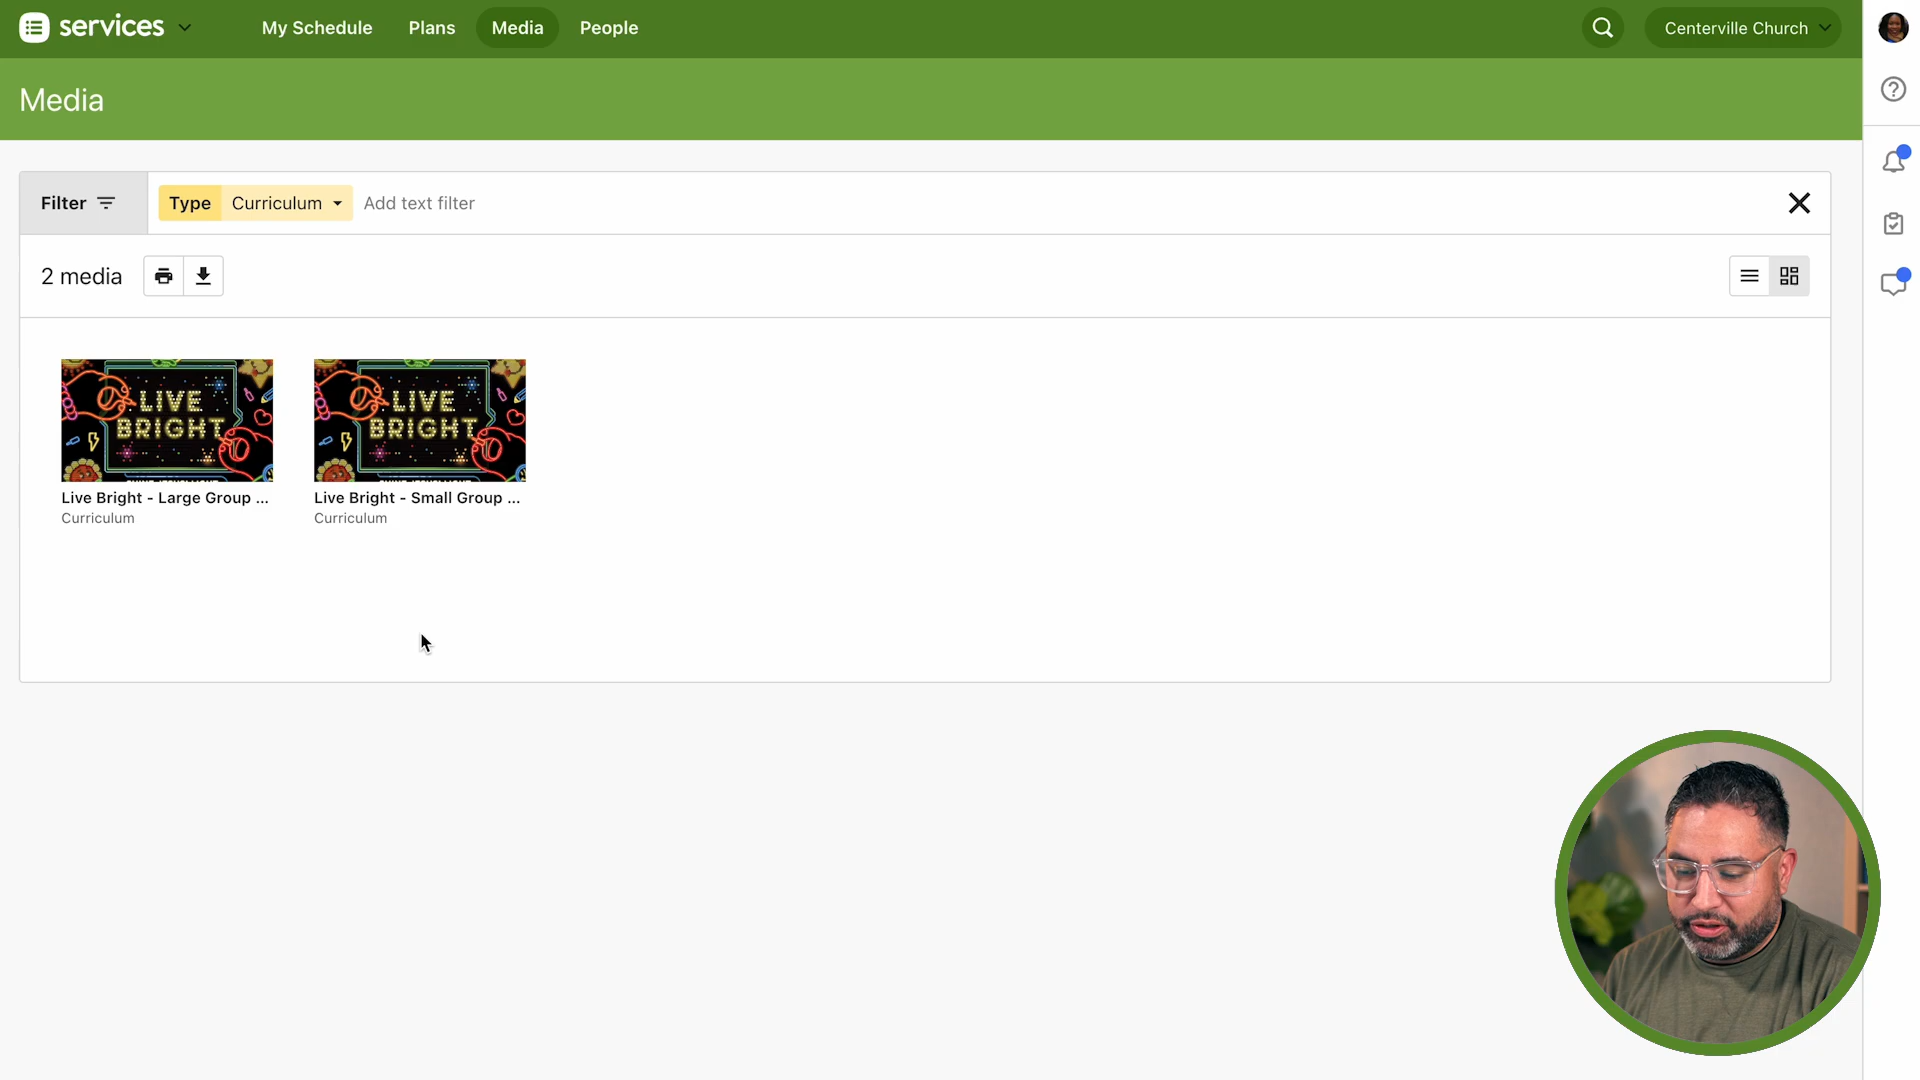 services
My Schedule
Plans
Media
People
Centerville Church
Media
Filter
Type Curriculum
Add text filter
2 media
LIVE
BRIGHT
LIVE
BRIGHT
Live Bright - Large Group ...
Live Bright - Small Group ...
Curriculum
Curriculum